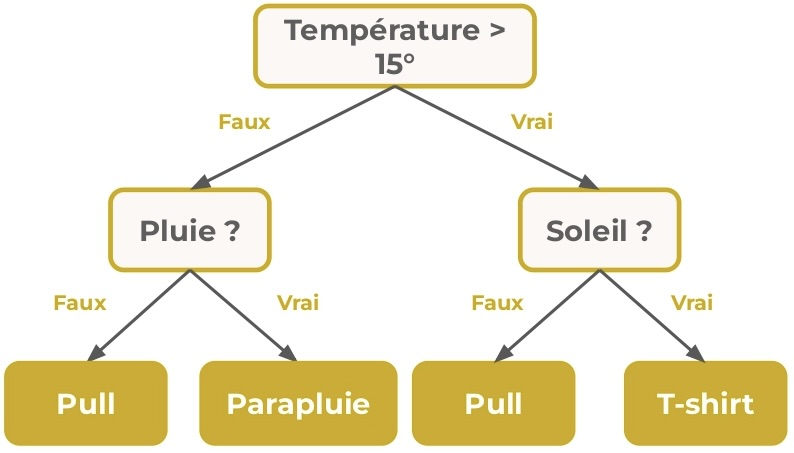 Température >
15°
Faux
Vrai
Pluie ?
Soleil ?
Faux
Vrai
Faux
Vrai
Pull
Parapluie
Pull
T-shirt